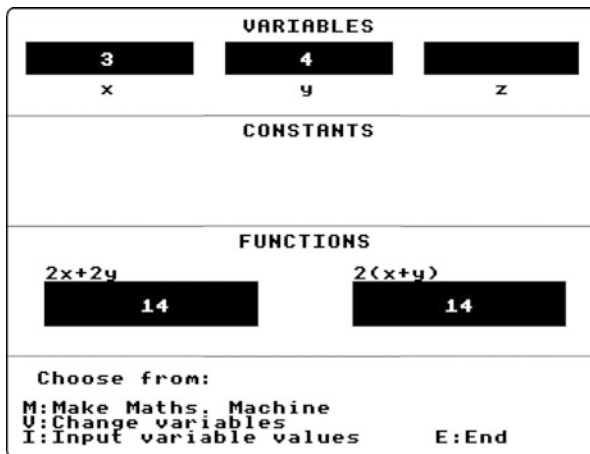 VARIABLES
3 4
x y z
CONSTANTS
FUNCTIONS
2x+2y 2(x+y)
14 14
Choose from:
M:Make Maths. Machine
V:Change variables
I:Input variable values E:End